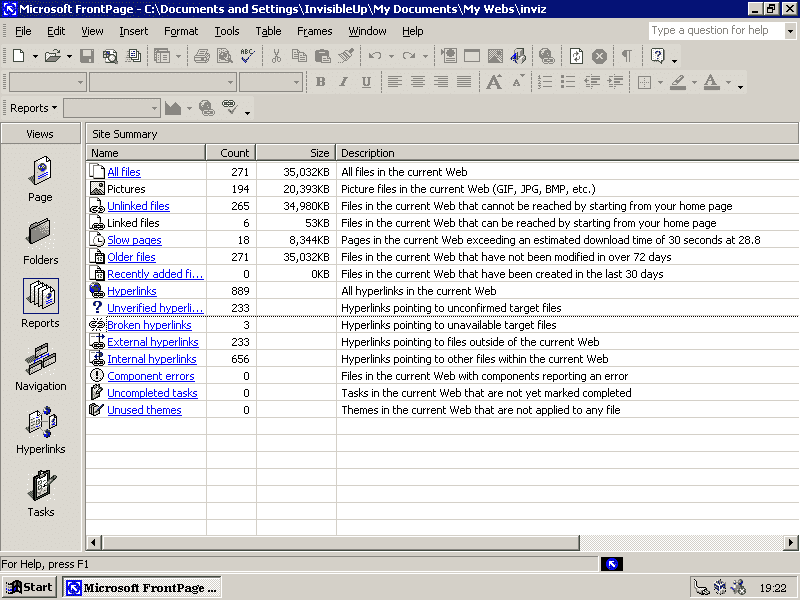 Microsoft FrontPage - C:\Documents and Settings\InvisibleUp\My Documents\My Webs\inviz
File Edit View Insert Format Tools Table Frames Window Help Type a question for help
B I U A A A
Reports
Views Site Summary
Name Count Size Description
All files 271 35,032KB All files in the current Web
Pictures 194 20,393KB Picture files in the current Web (GIF, JPG, BMP, etc.)
Unlinked files 265 34,980KB Files in the current Web that cannot be reached by starting from your home page
Linked files 6 53KB Files in the current Web that can be reached by starting from your home page
Slow pages 18 8,344KB Pages in the current Web exceeding an estimated download time of 30 seconds at 28.8
Older files 271 35,032KB Files in the current Web that have not been modified in over 72 days
Recently added fi... 0 0KB Files in the current Web that have been created in the last 30 days
Hyperlinks 889 All hyperlinks in the current Web
Unverified hyperli... 233 Hyperlinks pointing to unconfirmed target files
Broken hyperlinks 3 Hyperlinks pointing to unavailable target files
External hyperlinks 233 Hyperlinks pointing to files outside of the current Web
Internal hyperlinks 656 Hyperlinks pointing to other files within the current Web
Component errors 0 Files in the current Web with components reporting an error
Uncompleted tasks 0 Tasks in the current Web that are not yet marked completed
Unused themes 0 Themes in the current Web that are not applied to any file
Page
Folders
Reports
Navigation
Hyperlinks
Tasks
For Help, press F1
Start Microsoft FrontPage ... 19:22